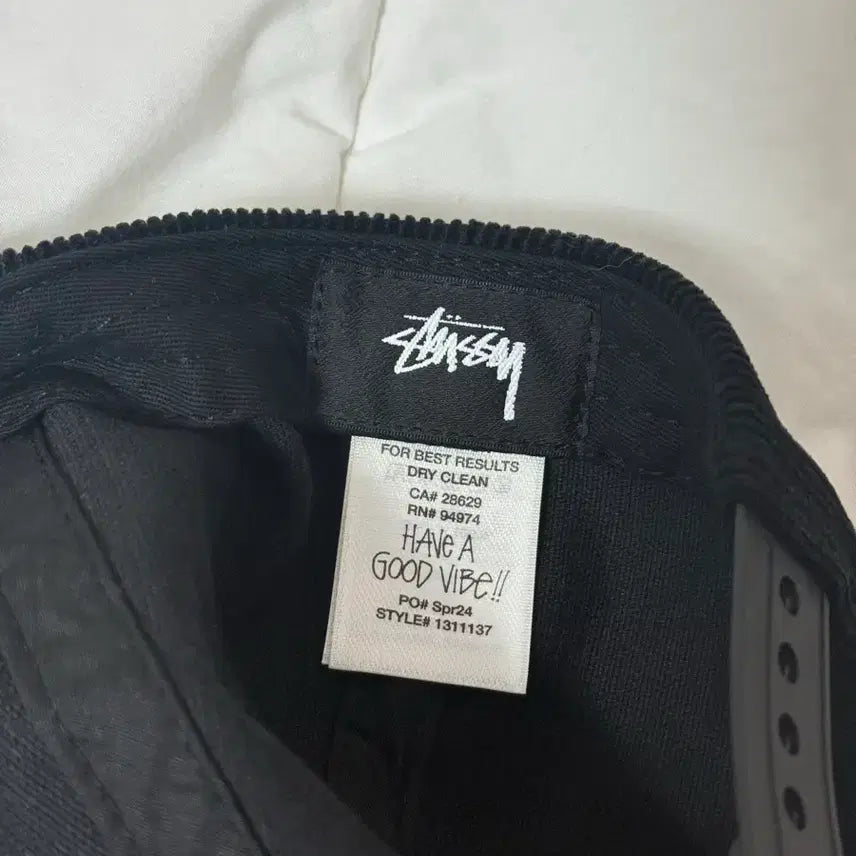 Stüssy
FOR BEST RESULTS
DRY CLEAN
CA# 28629
RN# 94974
HAVE A
GOOD VIBE!!
PO# Spr24
STYLE# 1311137